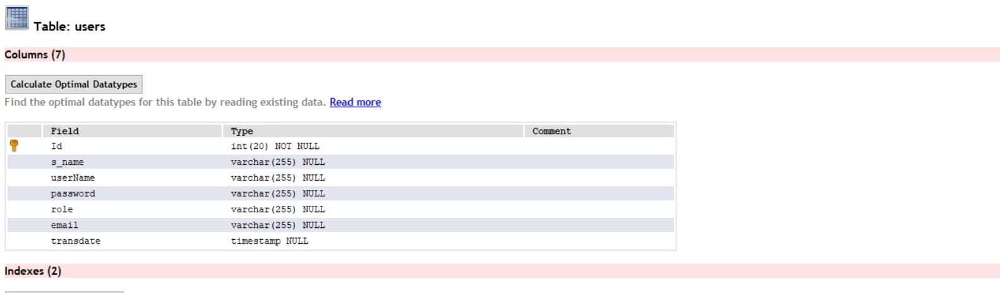 Table: users
Columns (7)
Calculate Optimal Datatypes
Find the optimal datatypes for this table by reading existing data. Read more
Field Type Comment
Id int(20) NOT NULL
s_name varchar(255) NULL
userName varchar(255) NULL
password varchar(255) NULL
role varchar(255) NULL
email varchar(255) NULL
transdate timestamp NULL
Indexes (2)